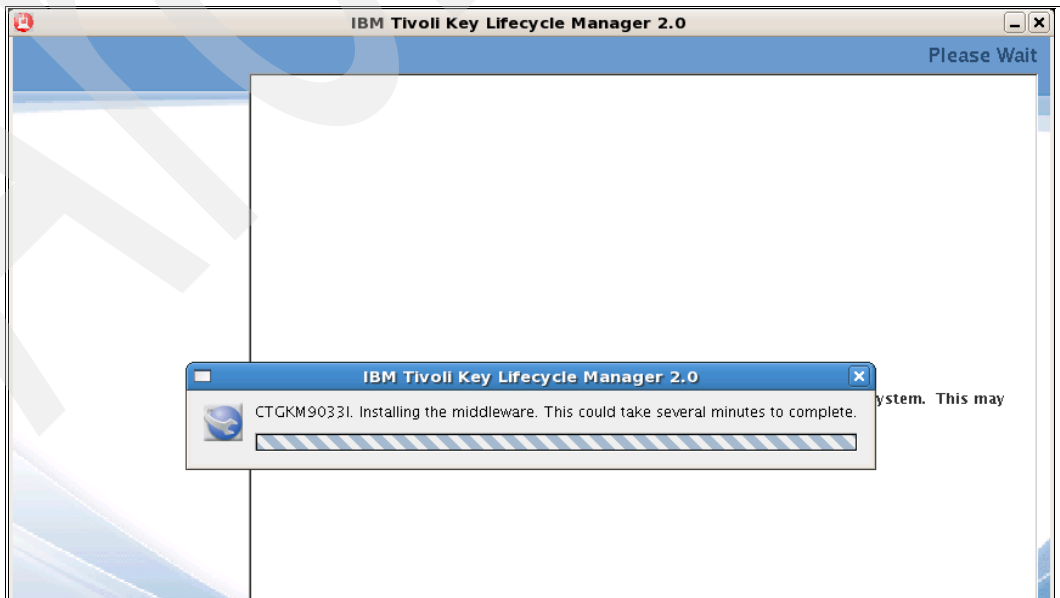 IBM Tivoli Key Lifecycle Manager 2.0
Please Wait
IBM Tivoli Key Lifecycle Manager 2.0
CTGKM9033I. Installing the middleware. This could take several minutes to complete.
This may